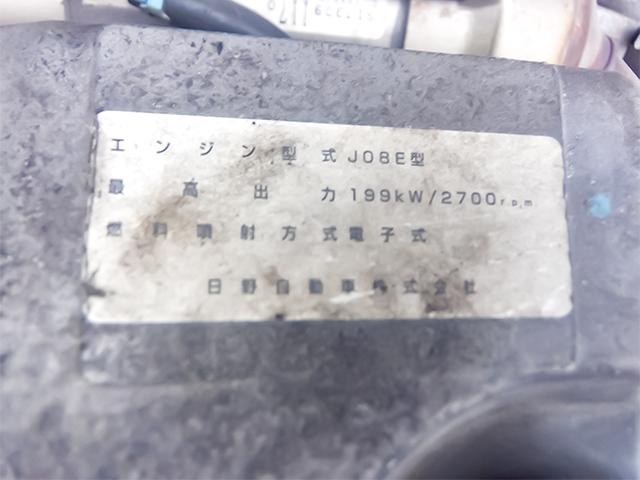 エンジン型式J08E型
最高出力199kW/2700r.p.m
燃料噴射方式電子式
日野自動車株式会社